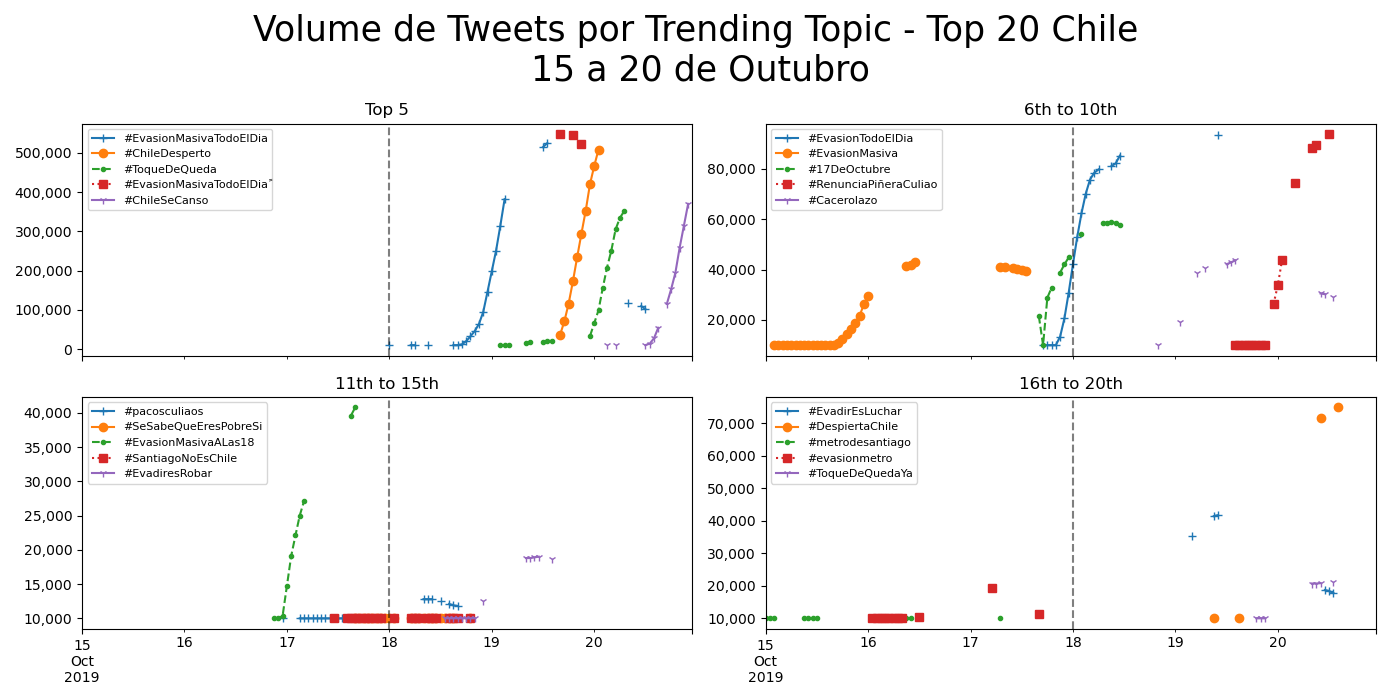 Volume de Tweets por Trending Topic - Top 20 Chile
15 a 20 de Outubro
Top 5
#EvasionMasivaTodoElDia
#ChileDesperto
#ToqueDeQueda
#EvasionMasivaTodoElDia˜
#ChileSeCanso
500,000
400,000
300,000
200,000
100,000
0
6th to 10th
#EvasionTodoElDia
#EvasionMasiva
#17DeOctubre
#RenunciaPiñeraCuliao
#Cacerolazo
80,000
60,000
40,000
20,000
11th to 15th
#pacosculiaos
#SeSabeQueEresPobreSi
#EvasionMasivaALas18
#SantiagoNoEsChile
#EvadiresRobar
40,000
35,000
30,000
25,000
20,000
15,000
10,000
15 16 17 18 19 20
Oct
2019
16th to 20th
#EvadirEsLuchar
#DespiertaChile
#metrodesantiago
#evasionmetro
#ToqueDeQuedaYa
70,000
60,000
50,000
40,000
30,000
20,000
10,000
15 16 17 18 19 20
Oct
2019